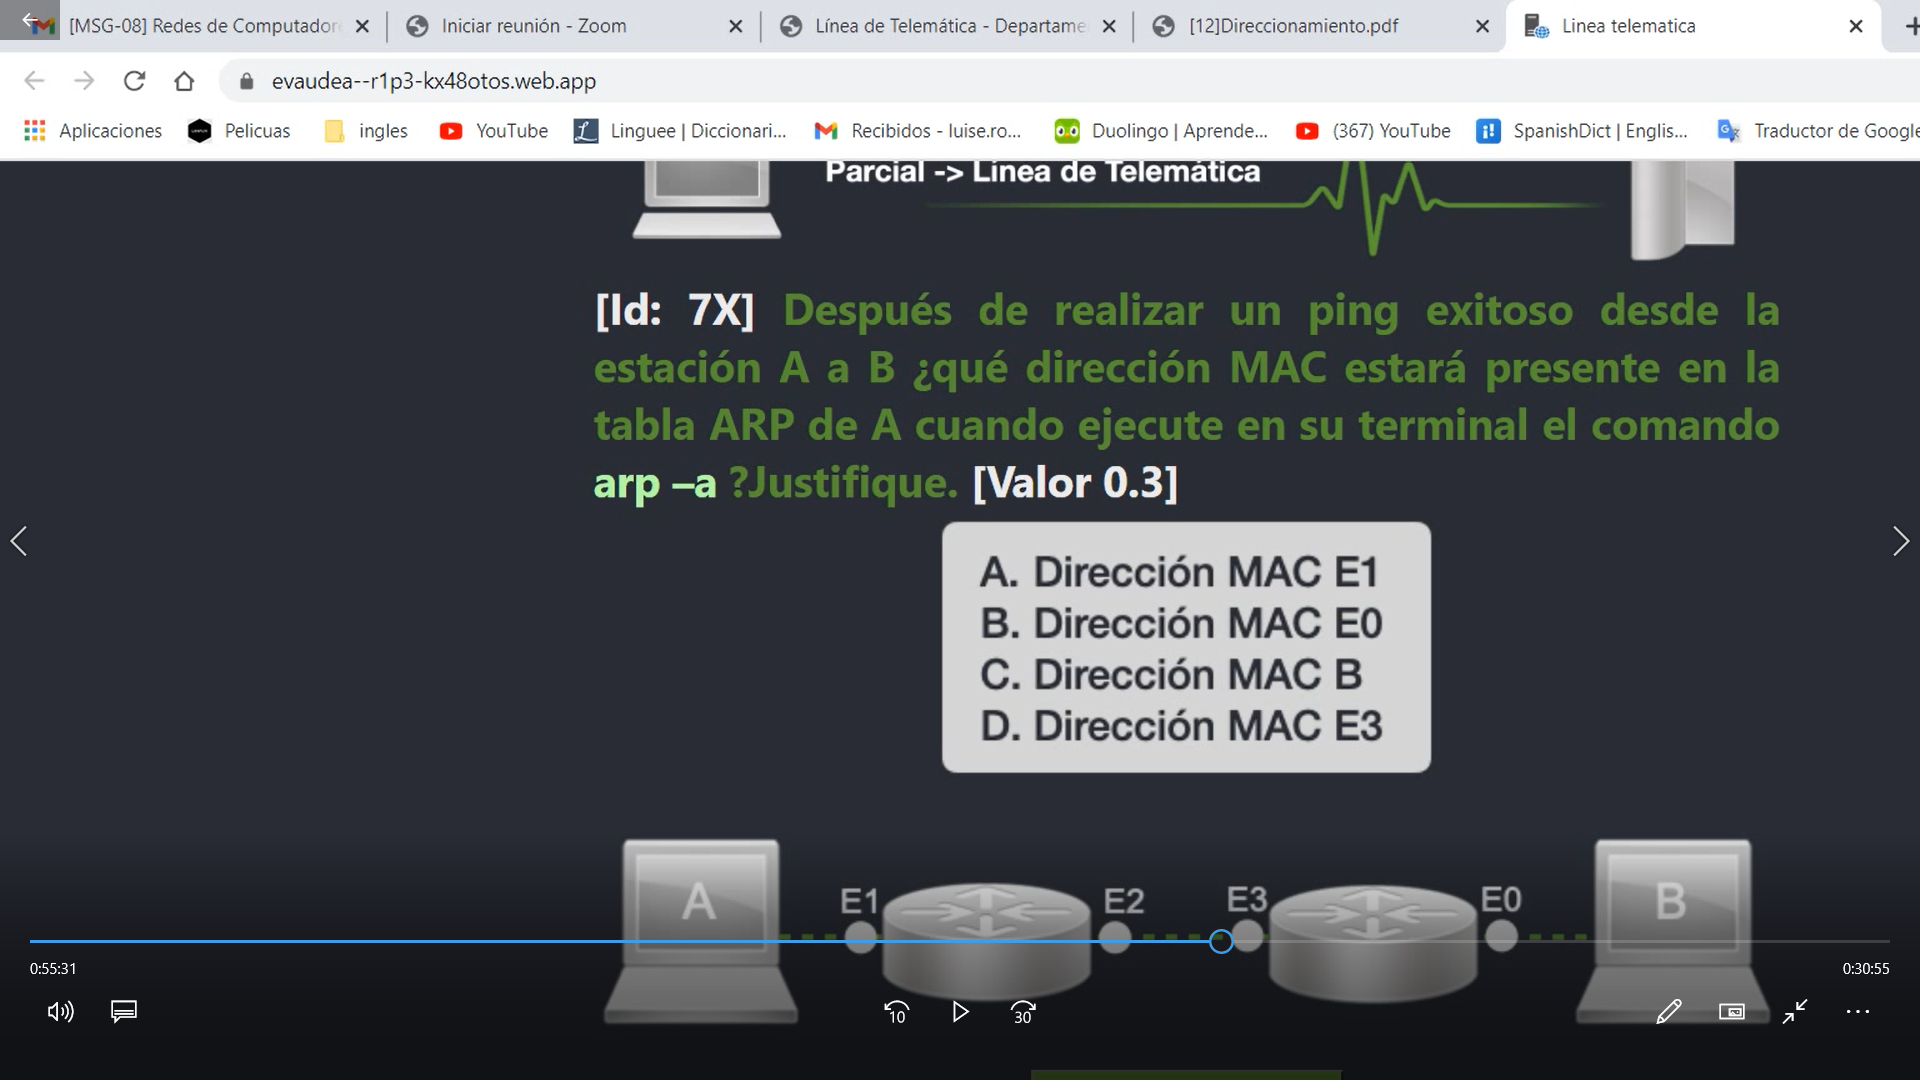 [MSG-08] Redes de Computador
Iniciar reunión - Zoom
Línea de Telemática - Departame
[12]Direccionamiento.pdf
Linea telematica
evaudea--r1p3-kx48otos.web.app
Aplicaciones
Pelicuas
ingles
YouTube
Linguee | Diccionari...
Recibidos - luise.ro...
Duolingo | Aprende...
(367) YouTube
SpanishDict | Englis...
Traductor de Google
Parcial -> Línea de Telemática
[Id: 7X] Después de realizar un ping exitoso desde la
estación A a B ¿qué dirección MAC estará presente en la
tabla ARP de A cuando ejecute en su terminal el comando
arp –a ?Justifique. [Valor 0.3]
A. Dirección MAC E1
B. Dirección MAC E0
C. Dirección MAC B
D. Dirección MAC E3
A
E1
E2
E3
E0
B
0:55:31
0:30:55
10
30